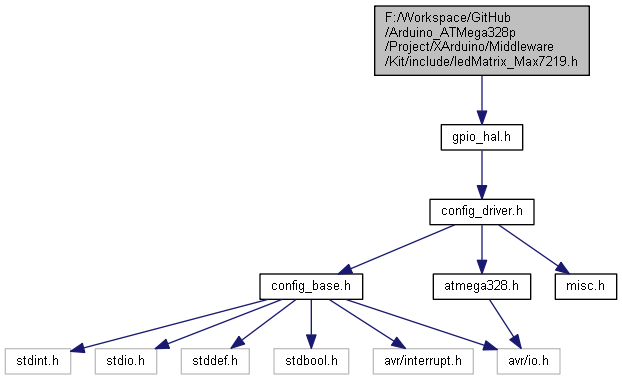 F:/Workspace/GitHub
/Arduino_ATMega328p
/Project/XArduino/Middleware
/Kit/include/ledMatrix_Max7219.h
gpio_hal.h
config_driver.h
config_base.h
atmega328.h
misc.h
stdint.h
stdio.h
stddef.h
stdbool.h
avr/interrupt.h
avr/io.h